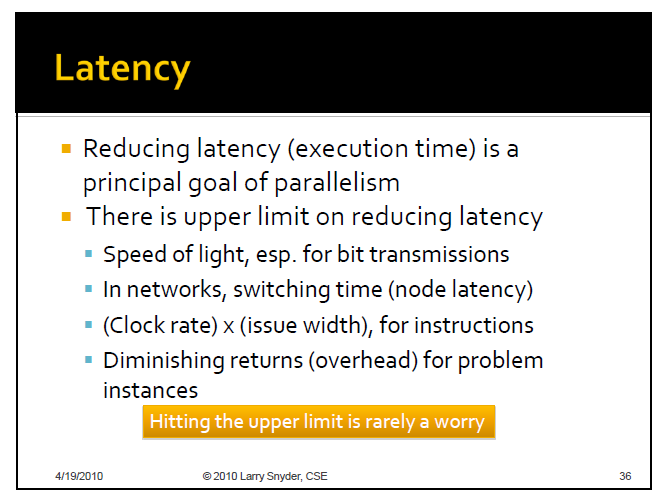 Latency
Reducing latency (execution time) is a
principal goal of parallelism
There is upper limit on reducing latency
Speed of light, esp. for bit transmissions
In networks, switching time (node latency)
(Clock rate) x (issue width), for instructions
Diminishing returns (overhead) for problem
instances
Hitting the upper limit is rarely a worry
4/19/2010 © 2010 Larry Snyder, CSE 36